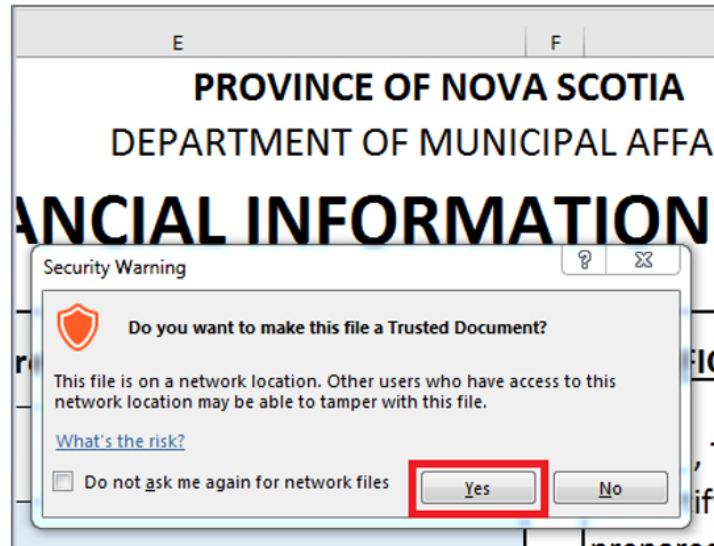 E F
PROVINCE OF NOVA SCOTIA
DEPARTMENT OF MUNICIPAL AFFA
ANCIAL INFORMATION
Security Warning
Do you want to make this file a Trusted Document?
This file is on a network location. Other users who have access to this
network location may be able to tamper with this file.
What's the risk?
Do not ask me again for network files
Yes No
prepared